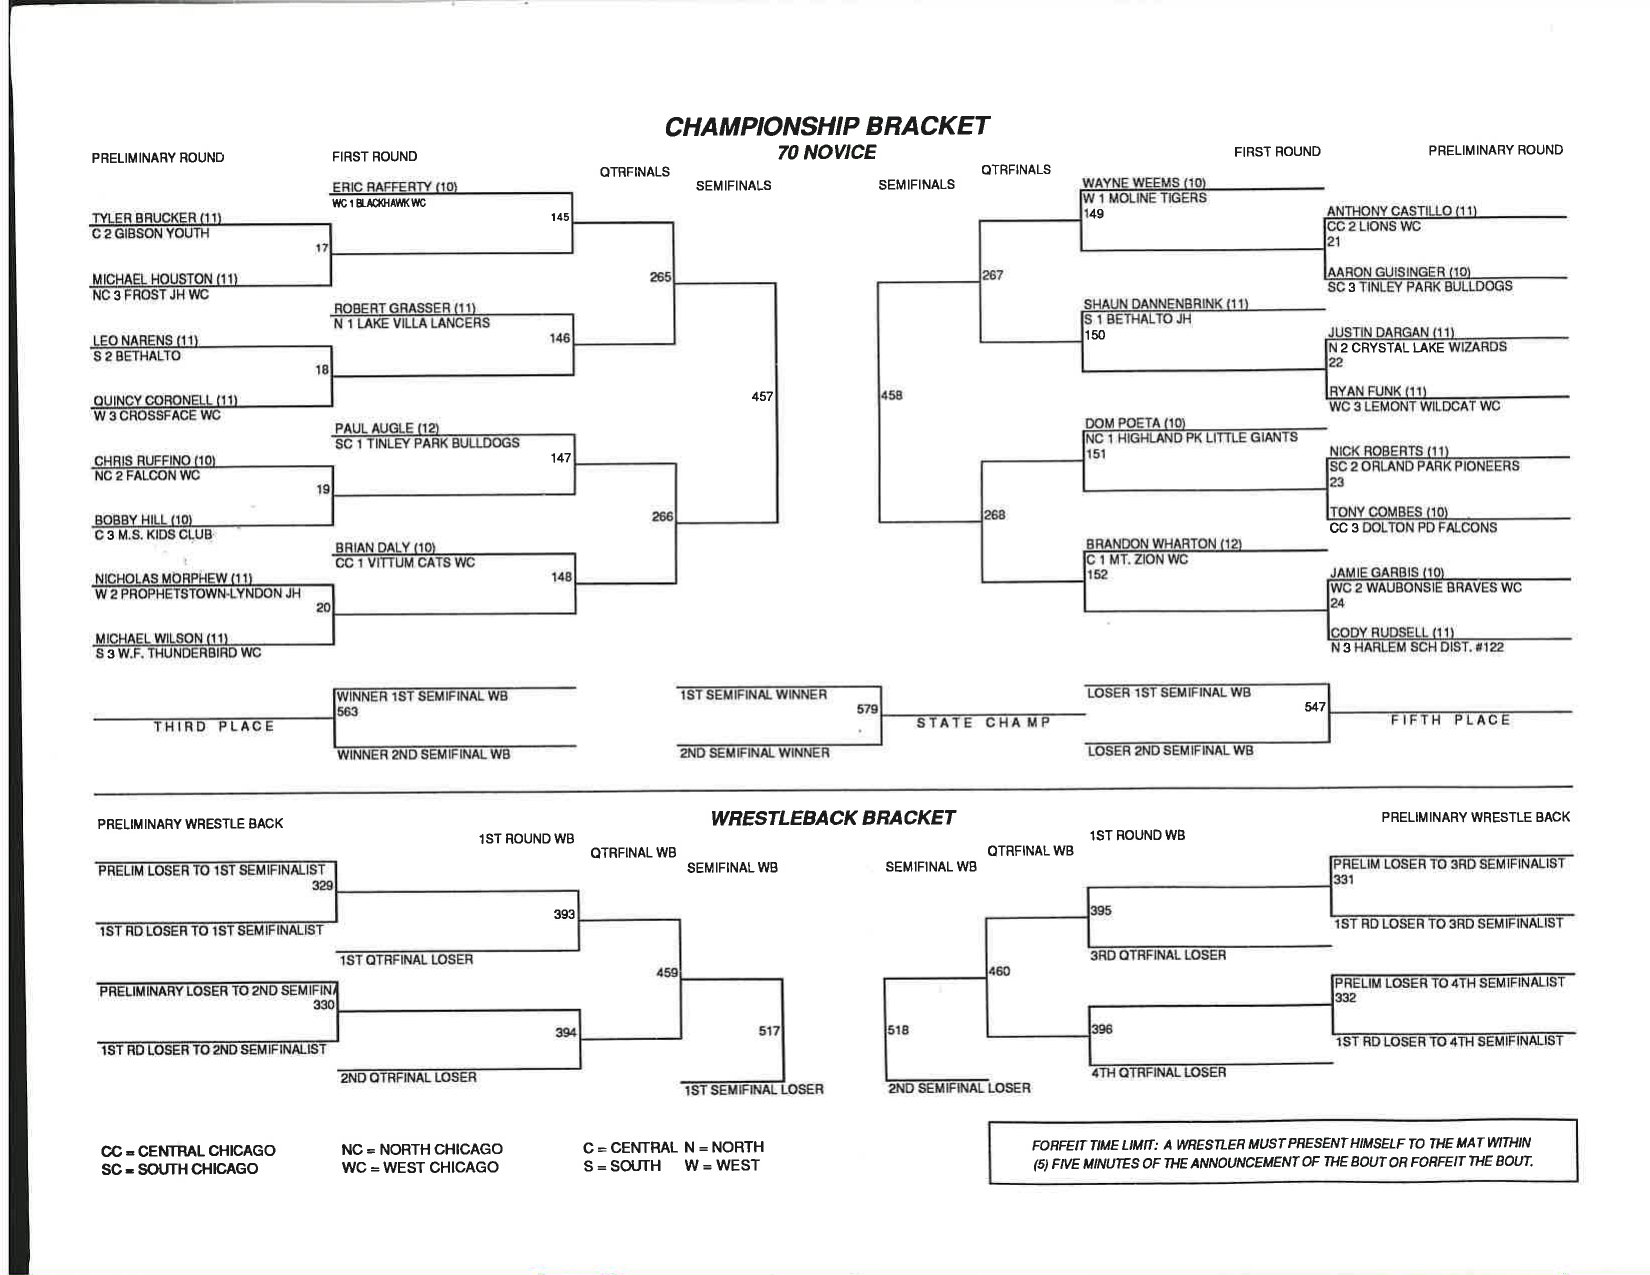 CHAMPIONSHIP BRACKET
70 NOVICE
PRELIMINARY ROUND
FIRST ROUND
QTRFINALS
SEMIFINALS
SEMIFINALS
QTRFINALS
FIRST ROUND
PRELIMINARY ROUND
ERIC RAFFERTY (10)
WC 1 BLACKHAWK WC
145
TYLER BRUCKER (11)
C 2 GIBSON YOUTH
17
MICHAEL HOUSTON (11)
NC 3 FROST JH WC
265
ROBERT GRASSER (11)
N 1 LAKE VILLA LANCERS
146
LEO NARENS (11)
S 2 BETHALTO
18
QUINCY CORONELL (11)
W 3 CROSSFACE WC
457
PAUL AUGLE (12)
SC 1 TINLEY PARK BULLDOGS
147
CHRIS RUFFINO (10)
NC 2 FALCON WC
19
BOBBY HILL (10)
C 3 M.S. KIDS CLUB
266
BRIAN DALY (10)
CC 1 VITTUM CATS WC
148
NICHOLAS MORPHEW (11)
W 2 PROPHETSTOWN-LYNDON JH
20
MICHAEL WILSON (11)
S 3 W.F. THUNDERBIRD WC
WAYNE WEEMS (10)
W 1 MOLINE TIGERS
149
ANTHONY CASTILLO (11)
CC 2 LIONS WC
21
AARON GUISINGER (10)
SC 3 TINLEY PARK BULLDOGS
267
SHAUN DANNENBRINK (11)
S 1 BETHALTO JH
150
JUSTIN DARGAN (11)
N 2 CRYSTAL LAKE WIZARDS
22
RYAN FUNK (11)
WC 3 LEMONT WILDCAT WC
458
DOM POETA (10)
NC 1 HIGHLAND PK LITTLE GIANTS
151
NICK ROBERTS (11)
SC 2 ORLAND PARK PIONEERS
23
TONY COMBES (10)
CC 3 DOLTON PD FALCONS
268
BRANDON WHARTON (12)
C 1 MT. ZION WC
152
JAMIE GARBIS (10)
WC 2 WAUBONSIE BRAVES WC
24
CODY RUDSELL (11)
N 3 HARLEM SCH DIST. #122
WINNER 1ST SEMIFINAL WB
563
THIRD PLACE
WINNER 2ND SEMIFINAL WB
1ST SEMIFINAL WINNER
579
STATE CHAMP
2ND SEMIFINAL WINNER
LOSER 1ST SEMIFINAL WB
547
FIFTH PLACE
LOSER 2ND SEMIFINAL WB
WRESTLEBACK BRACKET
PRELIMINARY WRESTLE BACK
1ST ROUND WB
QTRFINAL WB
SEMIFINAL WB
SEMIFINAL WB
QTRFINAL WB
1ST ROUND WB
PRELIMINARY WRESTLE BACK
PRELIM LOSER TO 1ST SEMIFINALIST
329
393
1ST RD LOSER TO 1ST SEMIFINALIST
1ST QTRFINAL LOSER
459
PRELIMINARY LOSER TO 2ND SEMIFINA
330
394
517
1ST RD LOSER TO 2ND SEMIFINALIST
2ND QTRFINAL LOSER
1ST SEMIFINAL LOSER
PRELIM LOSER TO 3RD SEMIFINALIST
331
395
1ST RD LOSER TO 3RD SEMIFINALIST
3RD QTRFINAL LOSER
460
PRELIM LOSER TO 4TH SEMIFINALIST
332
396
518
1ST RD LOSER TO 4TH SEMIFINALIST
4TH QTRFINAL LOSER
2ND SEMIFINAL LOSER
CC = CENTRAL CHICAGO
NC = NORTH CHICAGO
C = CENTRAL N = NORTH
SC = SOUTH CHICAGO
WC = WEST CHICAGO
S = SOUTH W = WEST
FORFEIT TIME LIMIT: A WRESTLER MUST PRESENT HIMSELF TO THE MAT WITHIN
(5) FIVE MINUTES OF THE ANNOUNCEMENT OF THE BOUT OR FORFEIT THE BOUT.